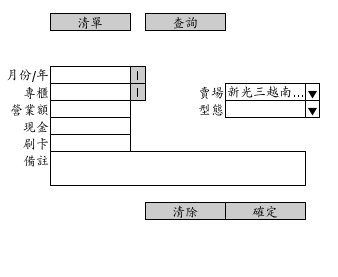 清單 查詢
月份/年
專櫃 賣場 新光三越南...
營業額 型態
現金
刷卡
備註
清除 確定